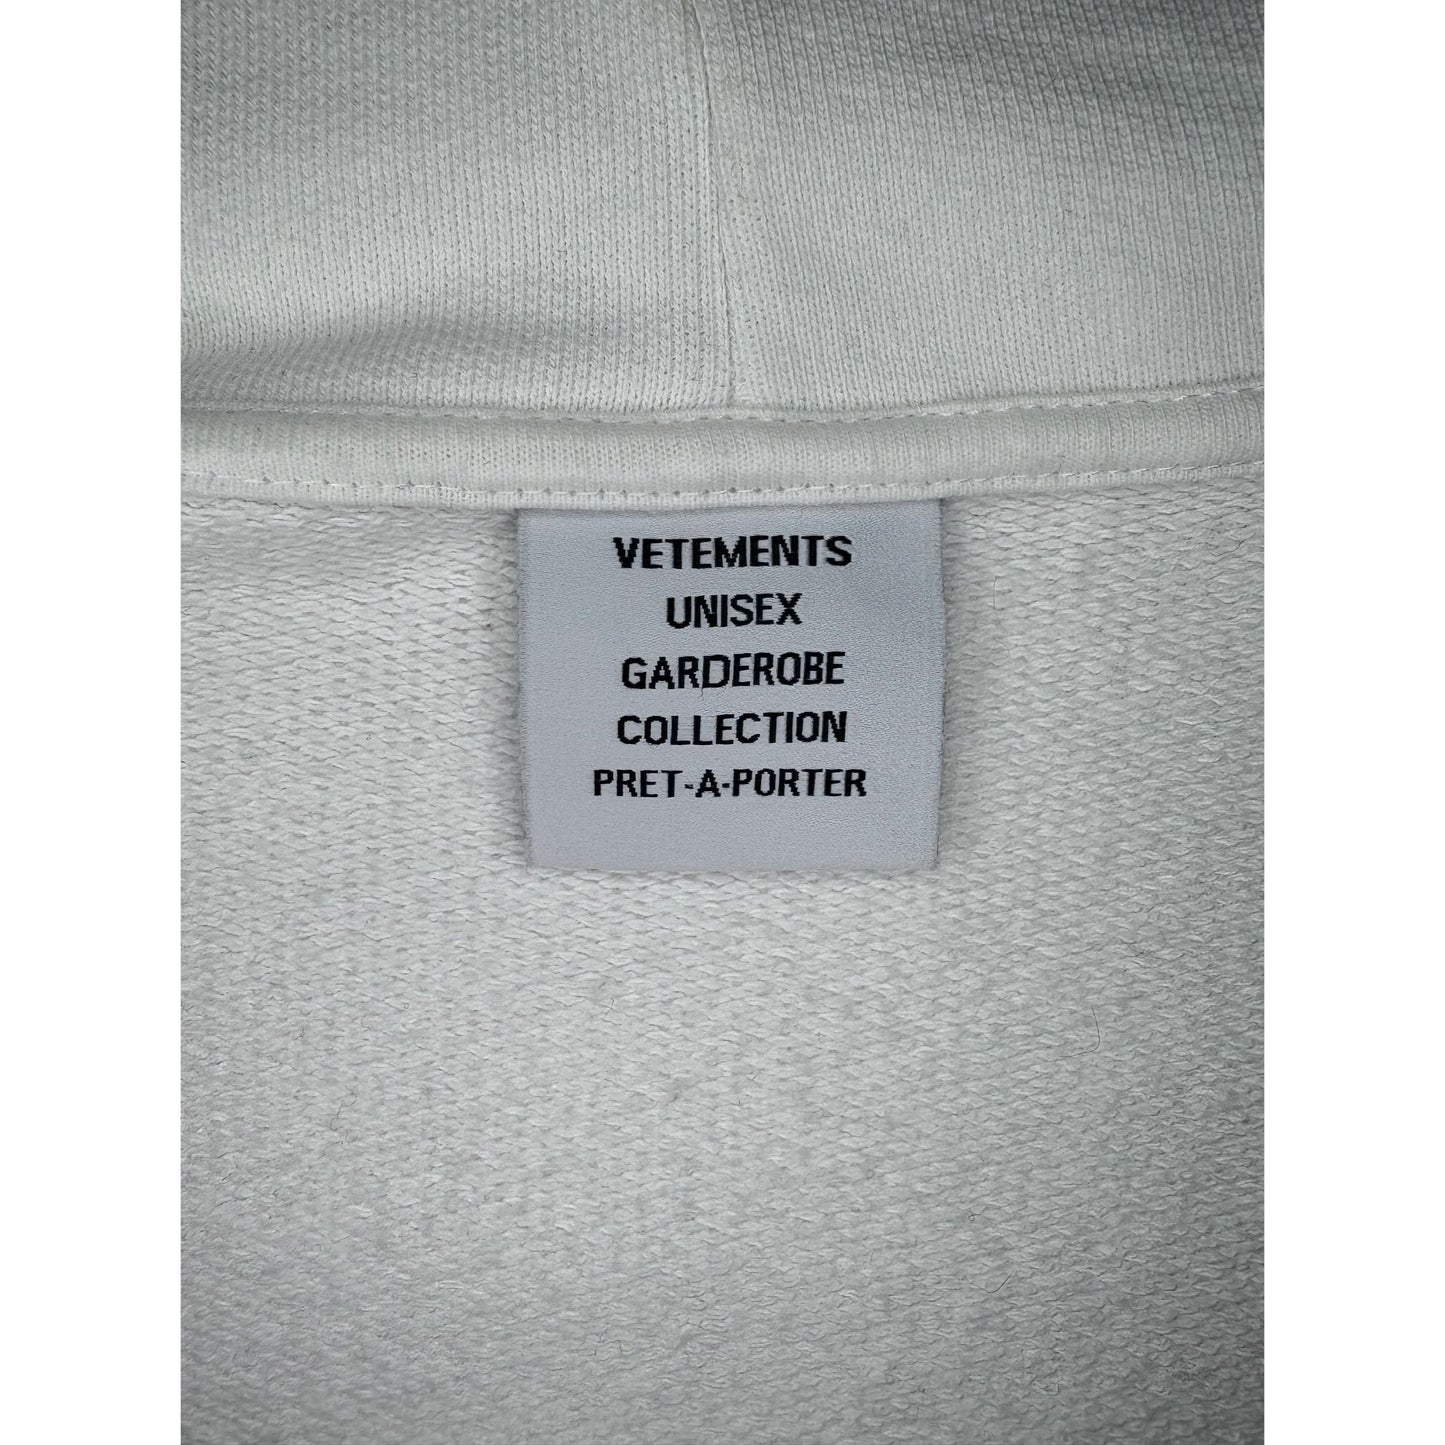 VETEMENTS
UNISEX
GARDEROBE
COLLECTION
PRET-A-PORTER